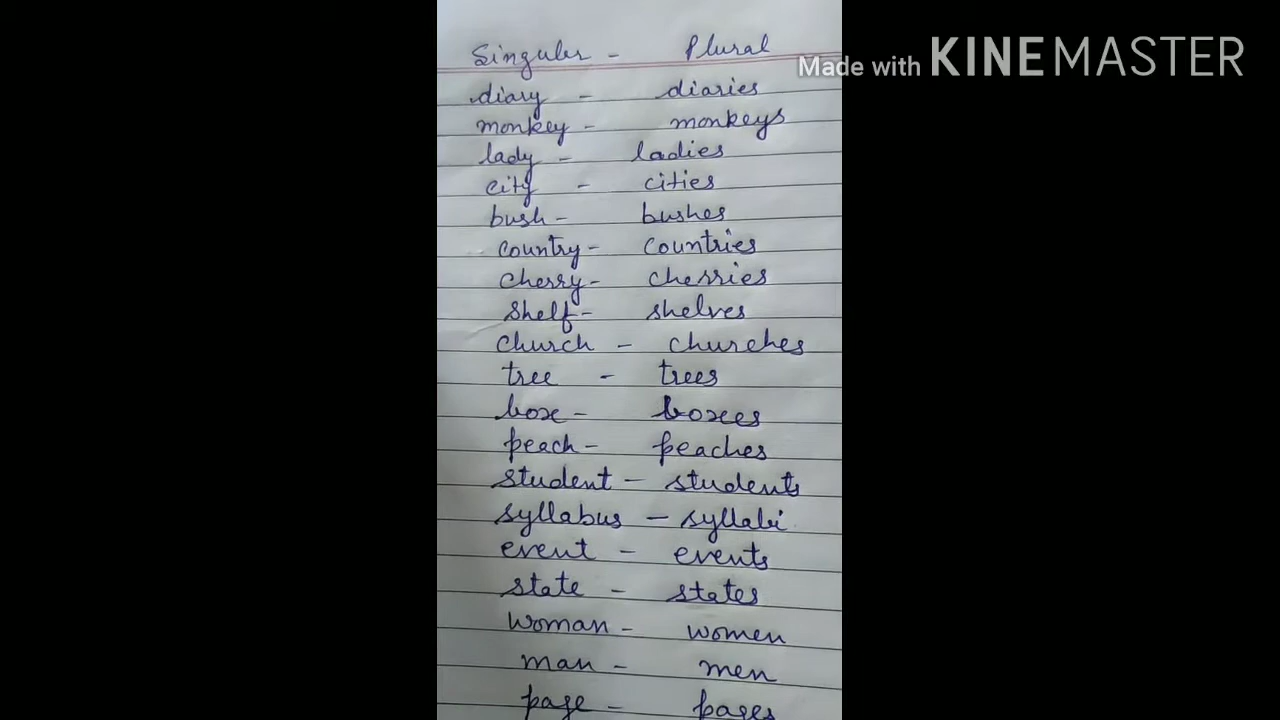 Singuler - Plural
Made with KINEMASTER
diary - diaries
monkey - monkeys
lady - ladies
city - cities
bush - bushes
country - countries
cherry - cherries
shelf - shelves
church - churches
tree - trees
box - boxes
peach - peaches
student - students
syllabus - syllabi
event - events
state - states
woman - women
man - men
page - pages